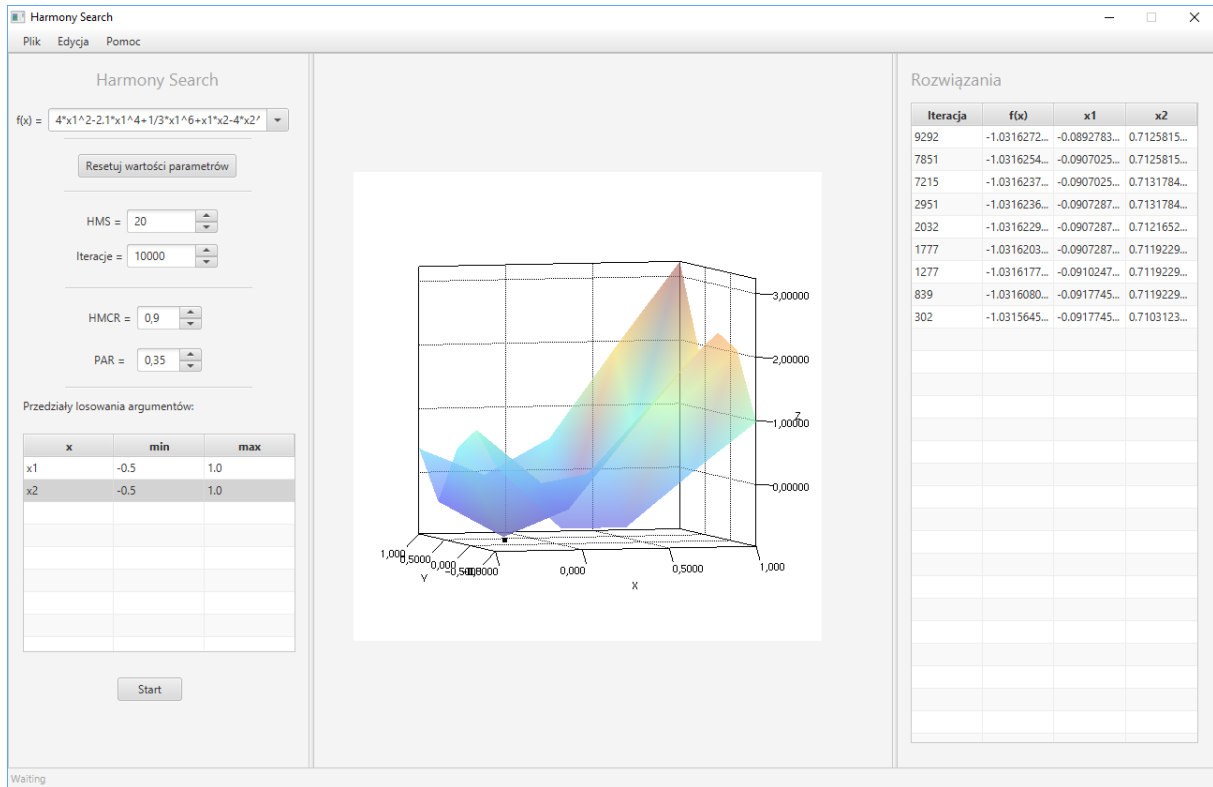 Harmony Search
Plik Edycja Pomoc
Harmony Search
f(x) = 4*x1^2-2.1*x1^4+1/3*x1^6+x1*x2-4*x2^
Resetuj wartości parametrów
HMS = 20
Iteracje = 10000
HMCR = 0,9
PAR = 0,35
Przedziały losowania argumentów:
x min max
x1 -0.5 1.0
x2 -0.5 1.0
Start
3,00000
2,00000
Z
1,00000
0,00000
1,000
0,5000
0,000
Y
0,000
0,5000
1,000
X
Rozwiązania
Iteracja f(x) x1 x2
9292 -1.0316272... -0.0892783... 0.7125815...
7851 -1.0316254... -0.0907025... 0.7125815...
7215 -1.0316237... -0.0907025... 0.7131784...
2951 -1.0316236... -0.0907287... 0.7131784...
2032 -1.0316229... -0.0907287... 0.7121652...
1777 -1.0316203... -0.0907287... 0.7119229...
1277 -1.0316177... -0.0910247... 0.7119229...
839 -1.0316080... -0.0917745... 0.7119229...
302 -1.0315645... -0.0917745... 0.7103123...
Waiting